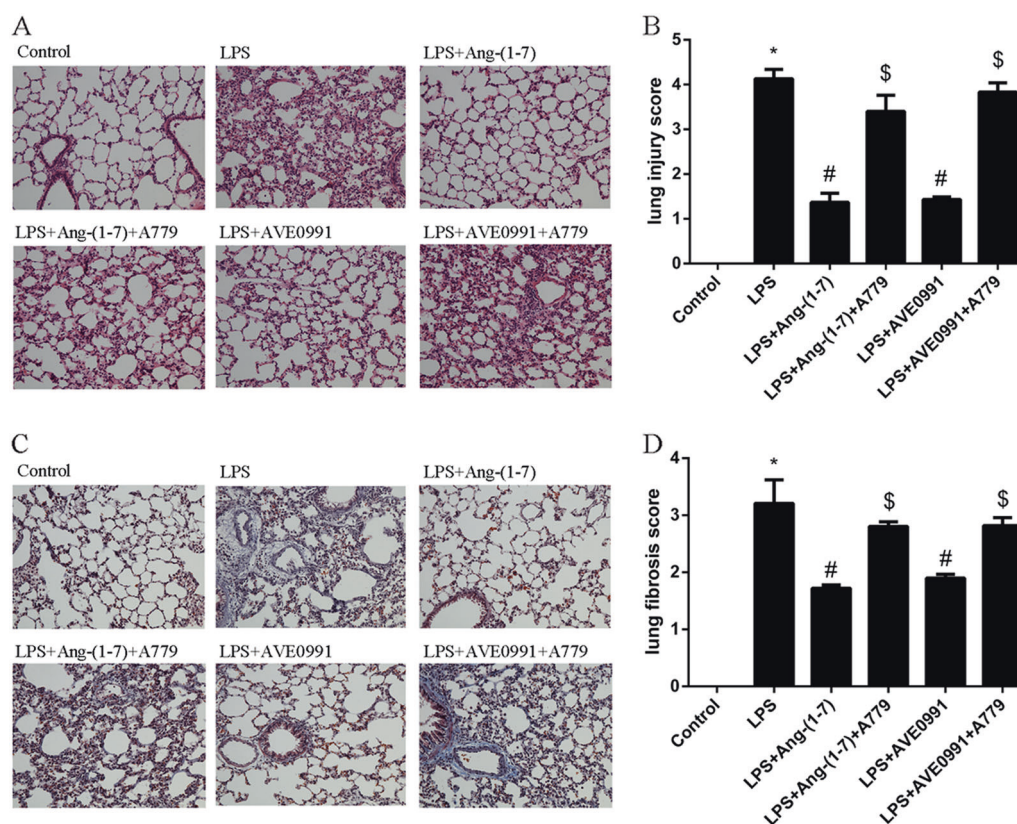 A
Control
LPS
LPS+Ang-(1-7)
LPS+Ang-(1-7)+A779
LPS+AVE0991
LPS+AVE0991+A779
B
lung injury score
5
4
3
2
1
0
*
#
$
#
$
Control
LPS
LPS+Ang-(1-7)
LPS+Ang-(1-7)+A779
LPS+AVE0991
LPS+AVE0991+A779
C
Control
LPS
LPS+Ang-(1-7)
LPS+Ang-(1-7)+A779
LPS+AVE0991
LPS+AVE0991+A779
D
lung fibrosis score
4
3
2
1
0
*
#
$
#
$
Control
LPS
LPS+Ang-(1-7)
LPS+Ang-(1-7)+A779
LPS+AVE0991
LPS+AVE0991+A779